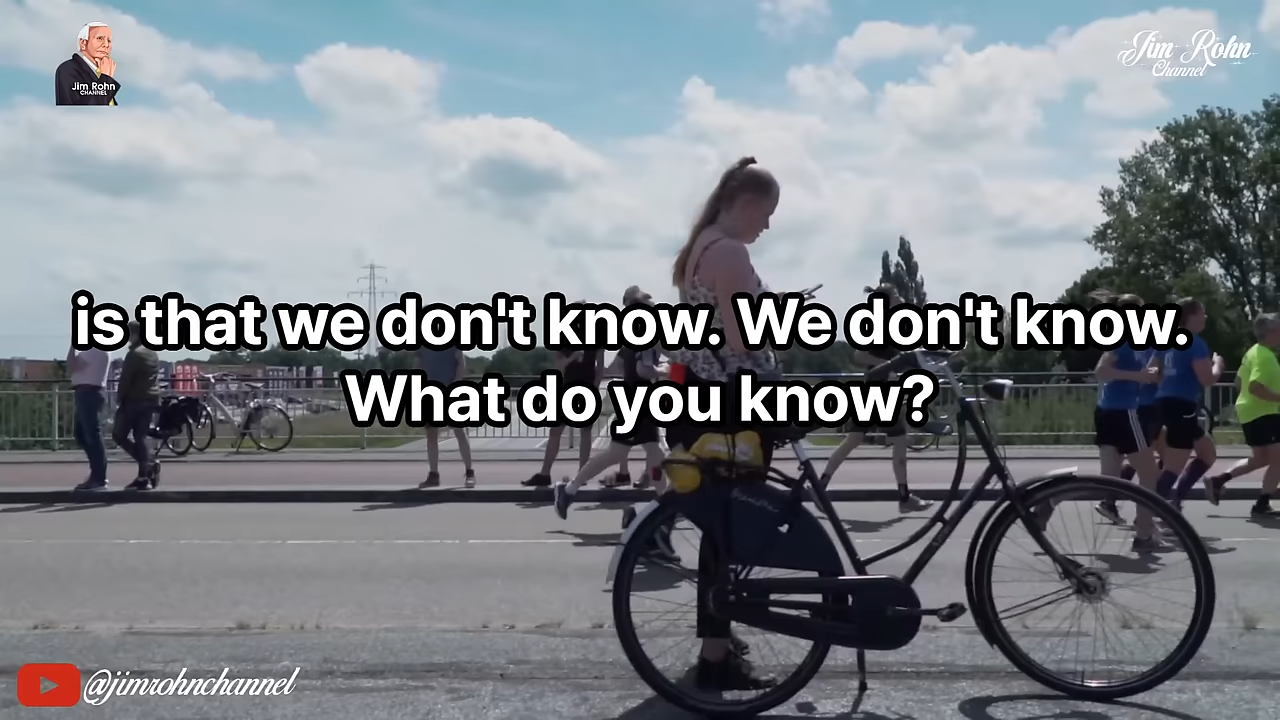 Jim Rohn
CHANNEL
Jim Rohn
Channel
is that we don't know. We don't know.
What do you know?
@jimrohnchannel